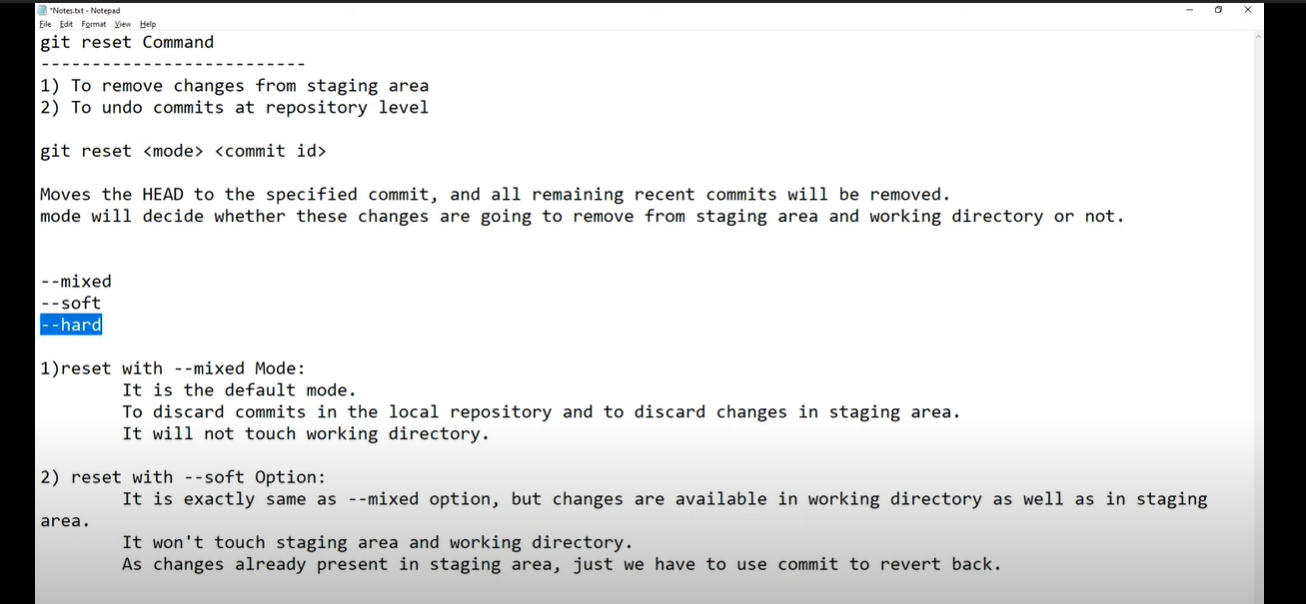 *Notes.txt - Notepad
File Edit Format View Help
git reset Command
--------------------------
1) To remove changes from staging area
2) To undo commits at repository level
git reset <mode> <commit id>
Moves the HEAD to the specified commit, and all remaining recent commits will be removed.
mode will decide whether these changes are going to remove from staging area and working directory or not.
--mixed
--soft
--hard
1)reset with --mixed Mode:
It is the default mode.
To discard commits in the local repository and to discard changes in staging area.
It will not touch working directory.
2) reset with --soft Option:
It is exactly same as --mixed option, but changes are available in working directory as well as in staging
area.
It won't touch staging area and working directory.
As changes already present in staging area, just we have to use commit to revert back.